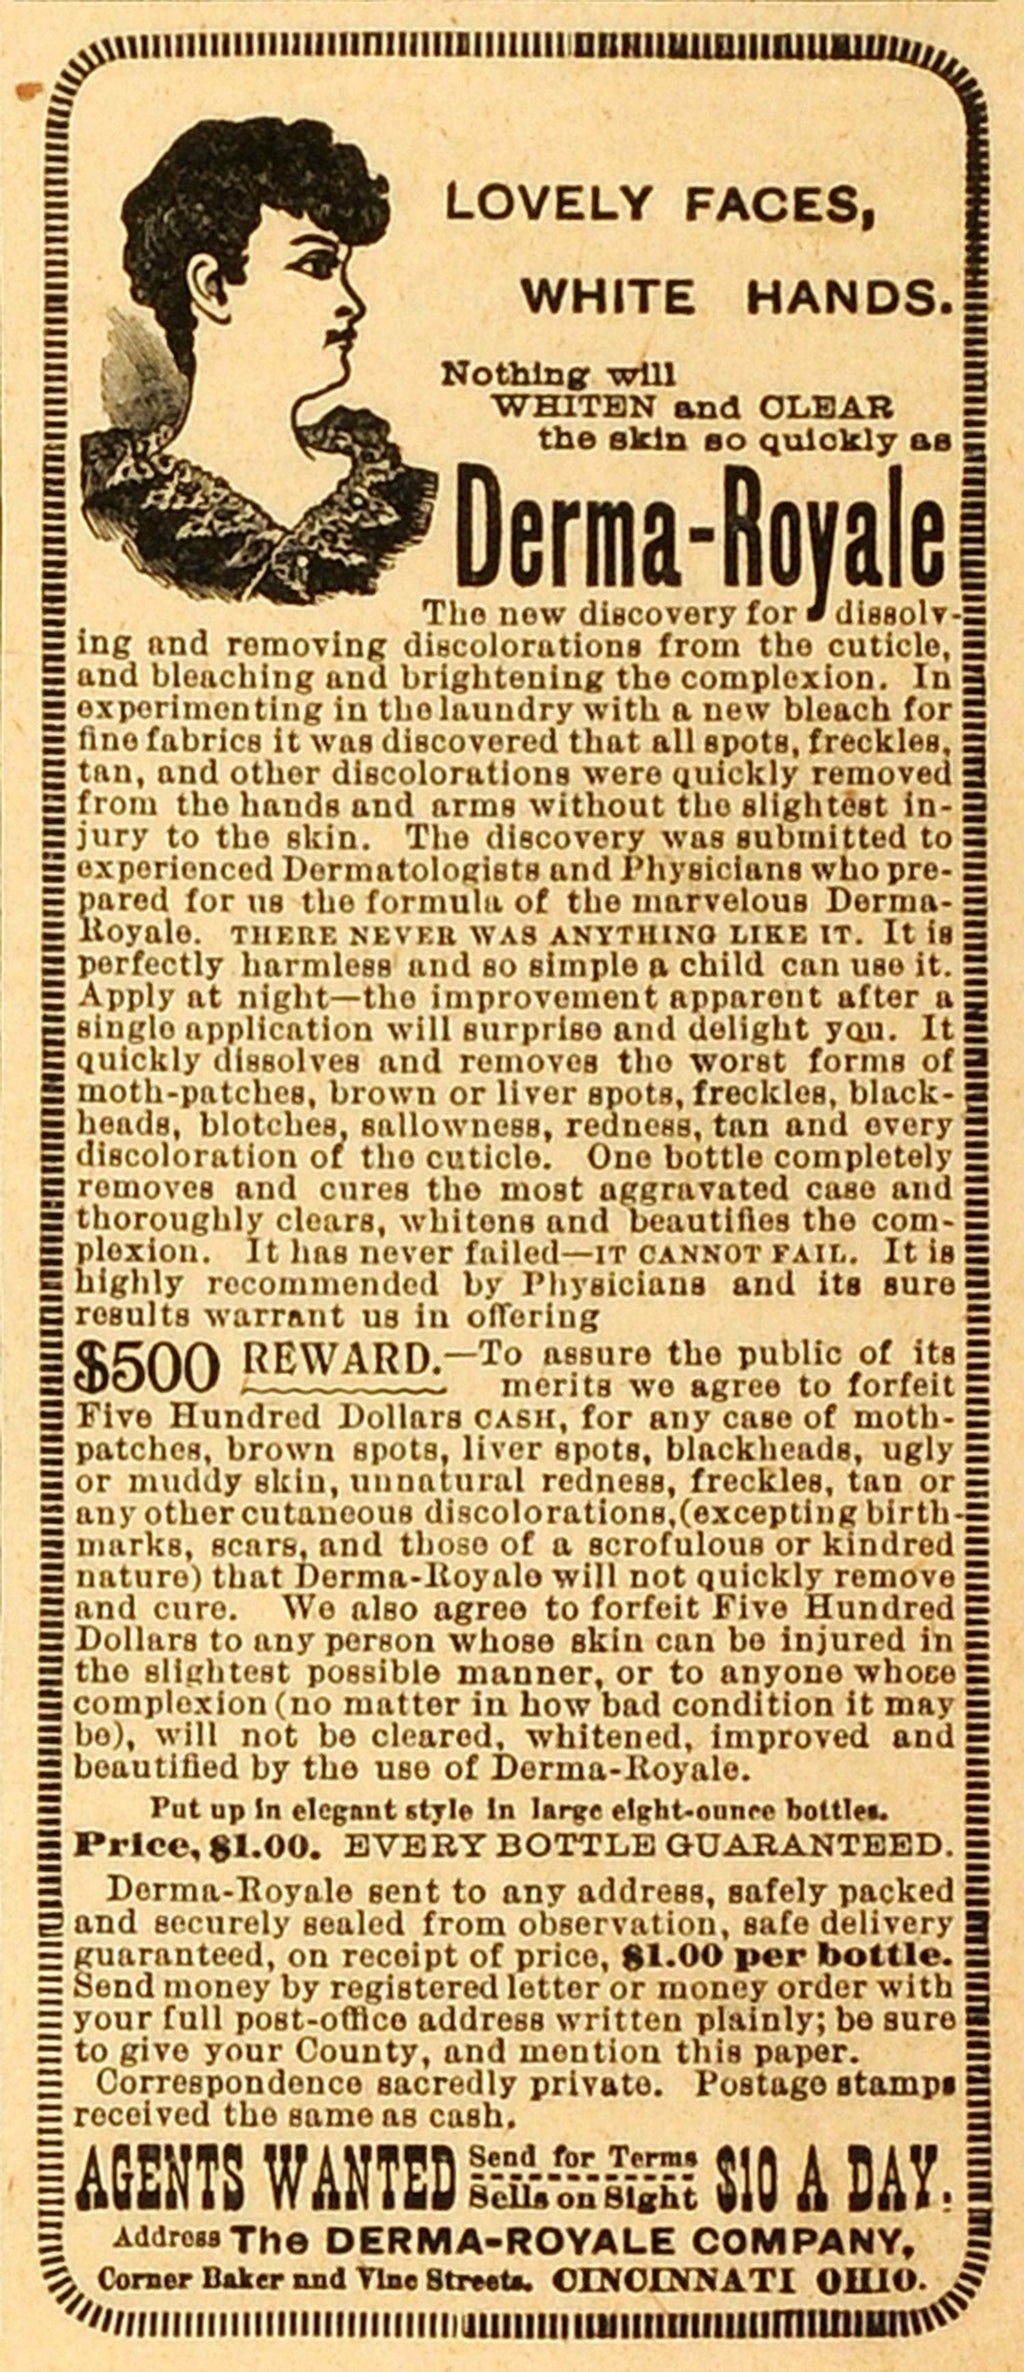 LOVELY FACES,
WHITE HANDS.
Nothing will
WHITEN and CLEAR
the skin so quickly as
Derma-Royale
The new discovery for dissolv-
ing and removing discolorations from the cuticle,
and bleaching and brightening the complexion. In
experimenting in the laundry with a new bleach for
fine fabrics it was discovered that all spots, freckles,
tan, and other discolorations were quickly removed
from the hands and arms without the slightest in-
jury to the skin. The discovery was submitted to
experienced Dermatologists and Physicians who pre-
pared for us the formula of the marvelous Derma-
Royale. THERE NEVER WAS ANYTHING LIKE IT. It is
perfectly harmless and so simple a child can use it.
Apply at night—the improvement apparent after a
single application will surprise and delight you. It
quickly dissolves and removes the worst forms of
moth-patches, brown or liver spots, freckles, black-
heads, blotches, sallowness, redness, tan and every
discoloration of the cuticle. One bottle completely
removes and cures the most aggravated case and
thoroughly clears, whitens and beautifies the com-
plexion. It has never failed—IT CANNOT FAIL. It is
highly recommended by Physicians and its sure
results warrant us in offering
$500 REWARD.—To assure the public of its
merits we agree to forfeit
Five Hundred Dollars CASH, for any case of moth-
patches, brown spots, liver spots, blackheads, ugly
or muddy skin, unnatural redness, freckles, tan or
any other cutaneous discolorations, (excepting birth-
marks, scars, and those of a scrofulous or kindred
nature) that Derma-Royale will not quickly remove
and cure. We also agree to forfeit Five Hundred
Dollars to any person whose skin can be injured in
the slightest possible manner, or to anyone whose
complexion (no matter in how bad condition it may
be), will not be cleared, whitened, improved and
beautified by the use of Derma-Royale.
Put up in elegant style in large eight-ounce bottles.
Price, $1.00. EVERY BOTTLE GUARANTEED.
Derma-Royale sent to any address, safely packed
and securely sealed from observation, safe delivery
guaranteed, on receipt of price, $1.00 per bottle.
Send money by registered letter or money order with
your full post-office address written plainly; be sure
to give your County, and mention this paper.
Correspondence sacredly private. Postage stamps
received the same as cash.
AGENTS WANTED Send for Terms Sells on Sight $10 A DAY.
Address The DERMA-ROYALE COMPANY,
Corner Baker and Vine Streets. CINCINNATI OHIO.